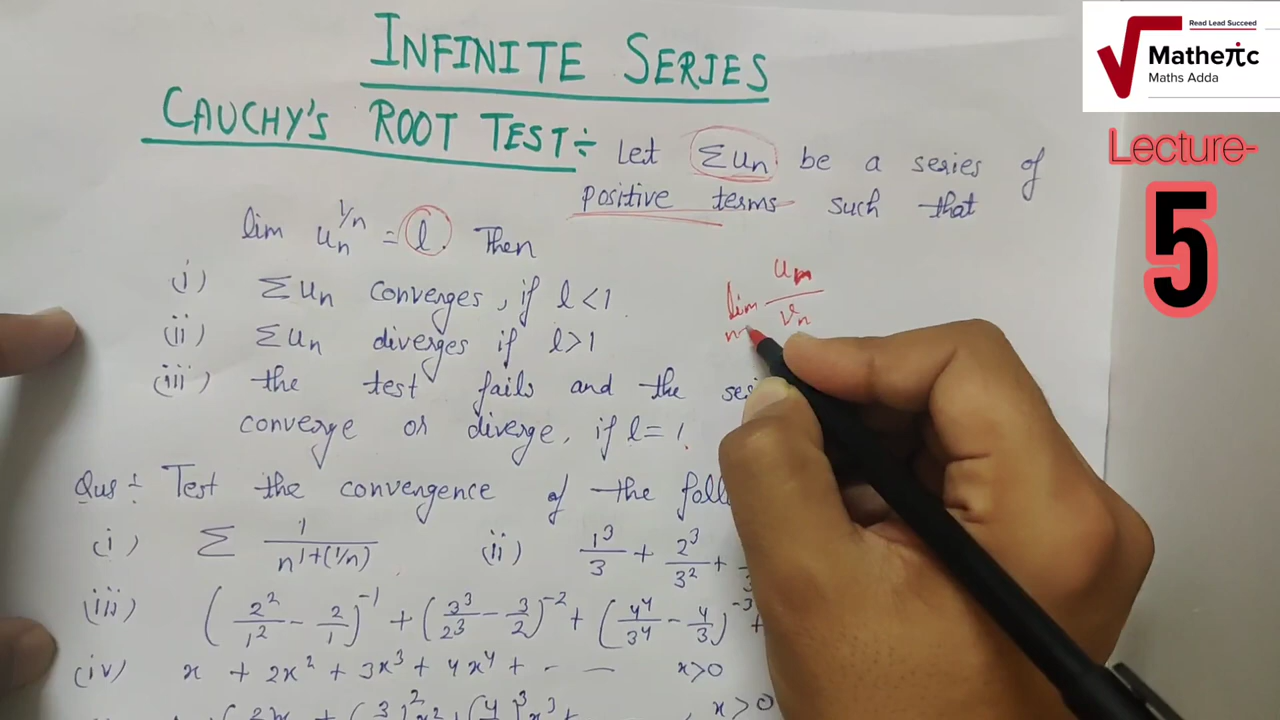 INFINITE SERIES
Read Lead Succeed
Matheπc
Maths Adda
Lecture-
5
CAUCHY'S ROOT TEST ÷ Let Σun be a series of
positive terms such that
lim un^1/n = l. Then
(i) Σun converges, if l < 1.
(ii) Σun diverges if l > 1
(iii) the test fails and the
converge or diverge, if l = 1.
lim un/vn
n→
Qus ÷ Test the convergence of the
(i) Σ 1/n^1+(1/n) (ii) 1³/3 + 2³/3² +
(iii) (2²/1² - 2/1)^-1 + (3³/2³ - 3/2)^-2 + (4⁴/3⁴ - 4/3)^-3 +
(iv) x + 2x² + 3x³ + 4x⁴ + - — x>0
x³ x>0